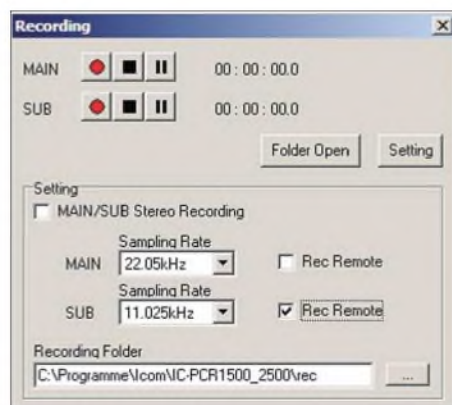 Recording
MAIN 00 : 00 : 00.0
SUB 00 : 00 : 00.0
Folder Open Setting
Setting
MAIN/SUB Stereo Recording
Sampling Rate
MAIN 22.05kHz Rec Remote
Sampling Rate
SUB 11.025kHz Rec Remote
Recording Folder
C:\Programme\Icom\IC-PCR1500_2500\rec ...